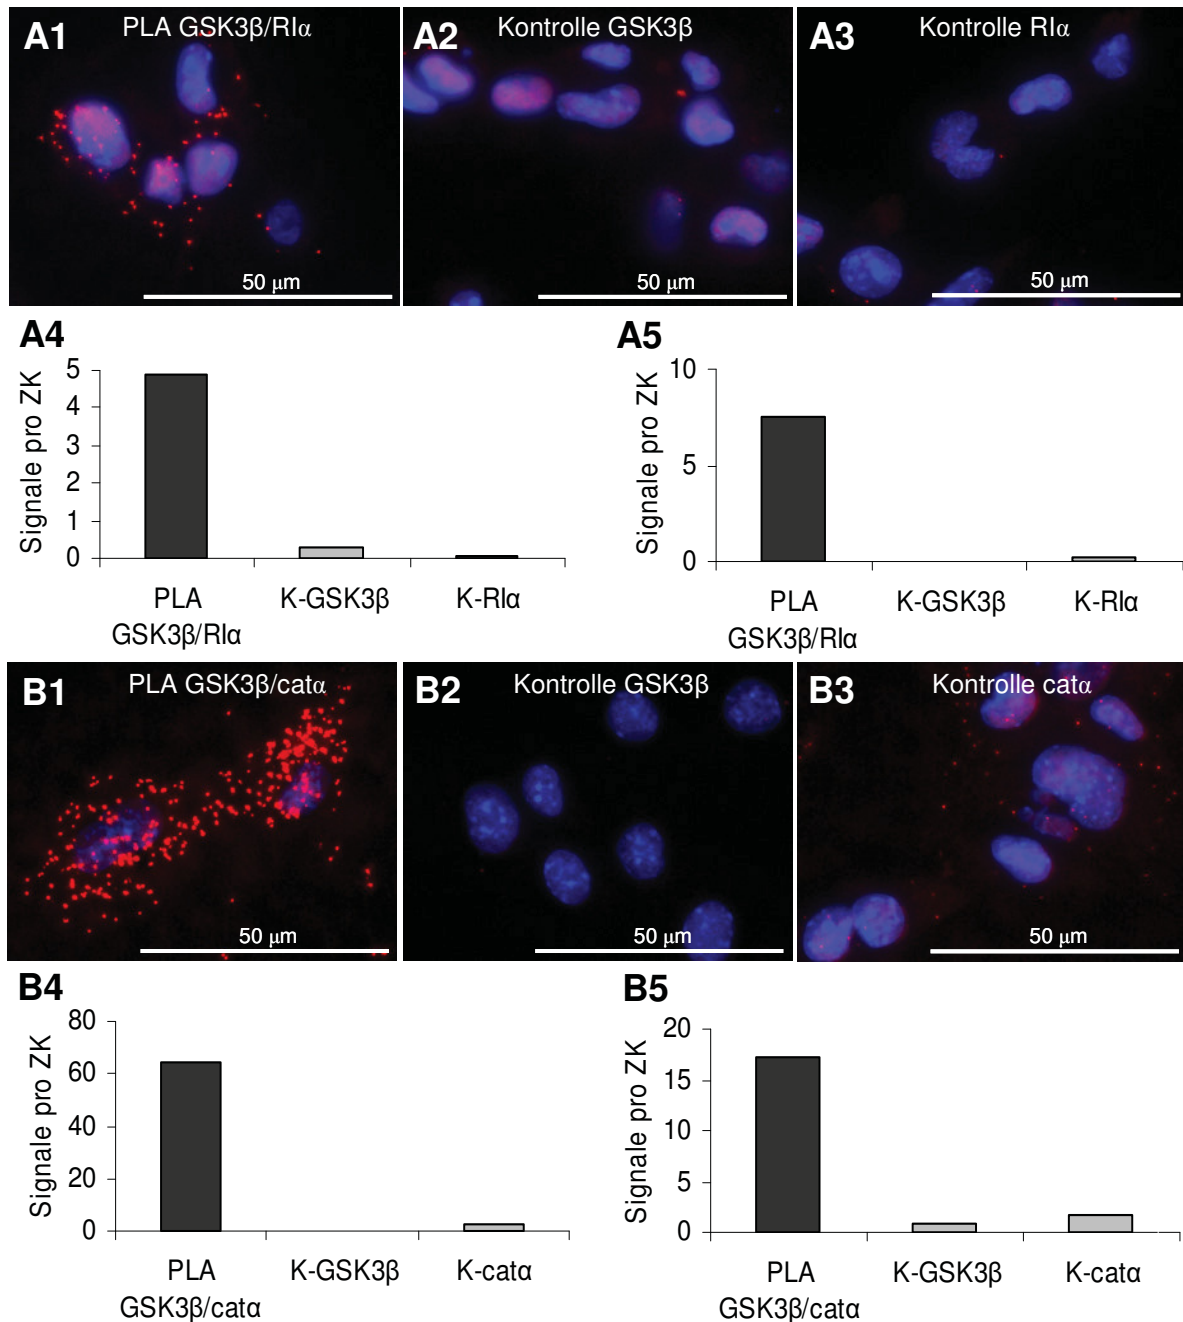 A1 PLA GSK3β/RIα
A2 Kontrolle GSK3β
A3 Kontrolle RIα
50 µm
50 µm
50 µm
A4
Signale pro ZK
5
4
3
2
1
0
PLA
GSK3β/RIα
K-GSK3β
K-RIα
A5
Signale pro ZK
10
5
0
PLA
GSK3β/RIα
K-GSK3β
K-RIα
B1 PLA GSK3β/catα
B2 Kontrolle GSK3β
B3 Kontrolle catα
50 µm
50 µm
50 µm
B4
Signale pro ZK
80
60
40
20
0
PLA
GSK3β/catα
K-GSK3β
K-catα
B5
Signale pro ZK
20
15
10
5
0
PLA
GSK3β/catα
K-GSK3β
K-catα